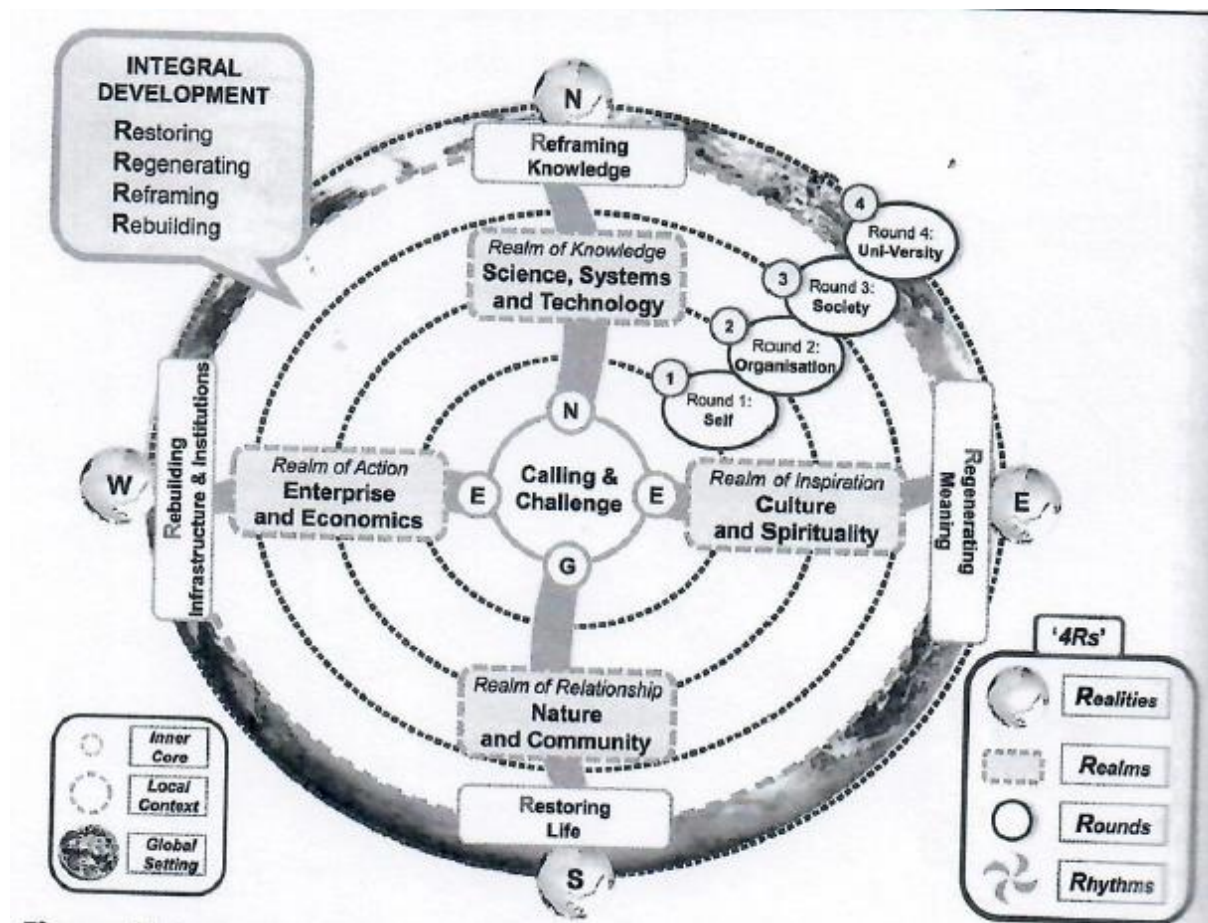 INTEGRAL
DEVELOPMENT
Restoring
Regenerating
Reframing
Rebuilding
N
Reframing
Knowledge
Realm of Knowledge
Science, Systems
and Technology
4
Round 4:
Uni-Versity
3
Round 3:
Society
2
Round 2:
Organisation
1
Round 1:
Self
N
W
Rebuilding
Infrastructure & Institutions
Realm of Action
Enterprise
and Economics
E
Calling &
Challenge
E
Realm of Inspiration
Culture
and Spirituality
Regenerating
Meaning
E
G
Realm of Relationship
Nature
and Community
Restoring
Life
S
Inner
Core
Local
Context
Global
Setting
'4Rs'
Realities
Realms
Rounds
Rhythms